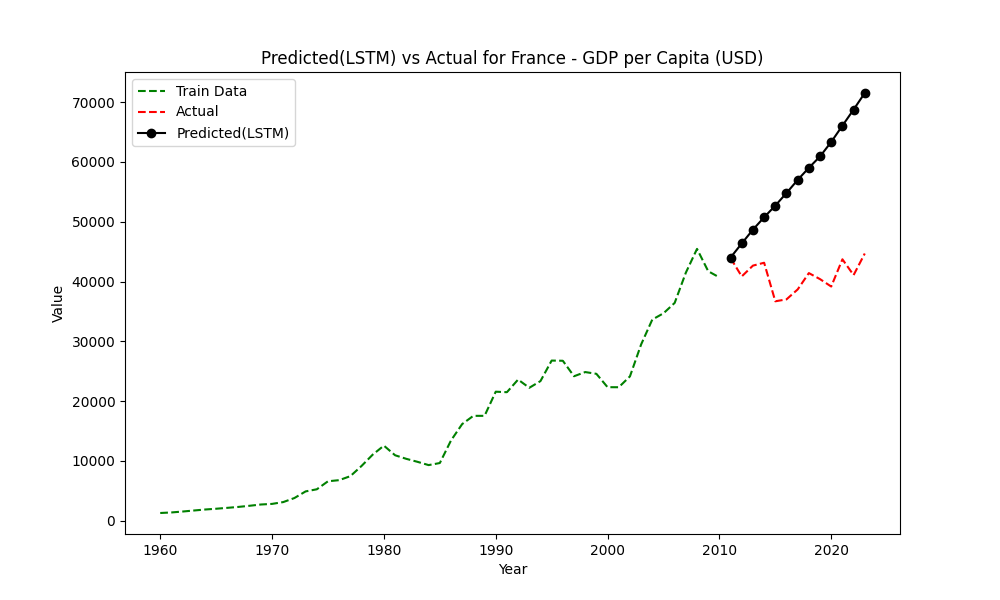 Predicted(LSTM) vs Actual for France - GDP per Capita (USD)
Train Data
Actual
Predicted(LSTM)
70000
60000
50000
40000
30000
20000
10000
0
Value
1960 1970 1980 1990 2000 2010 2020
Year